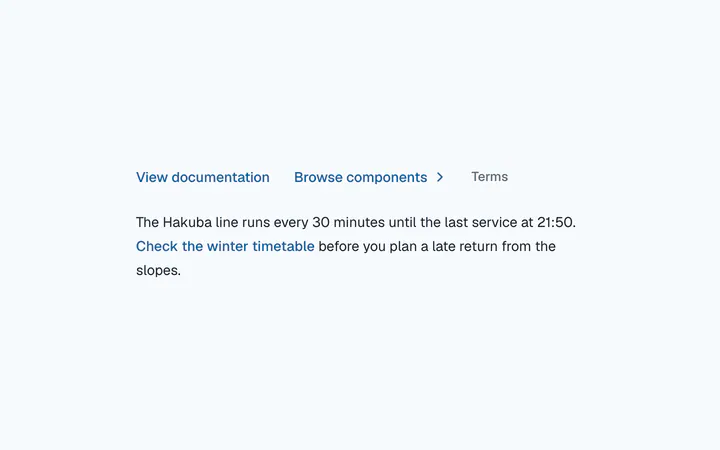 View documentation Browse components Terms
The Hakuba line runs every 30 minutes until the last service at 21:50.
Check the winter timetable before you plan a late return from the
slopes.